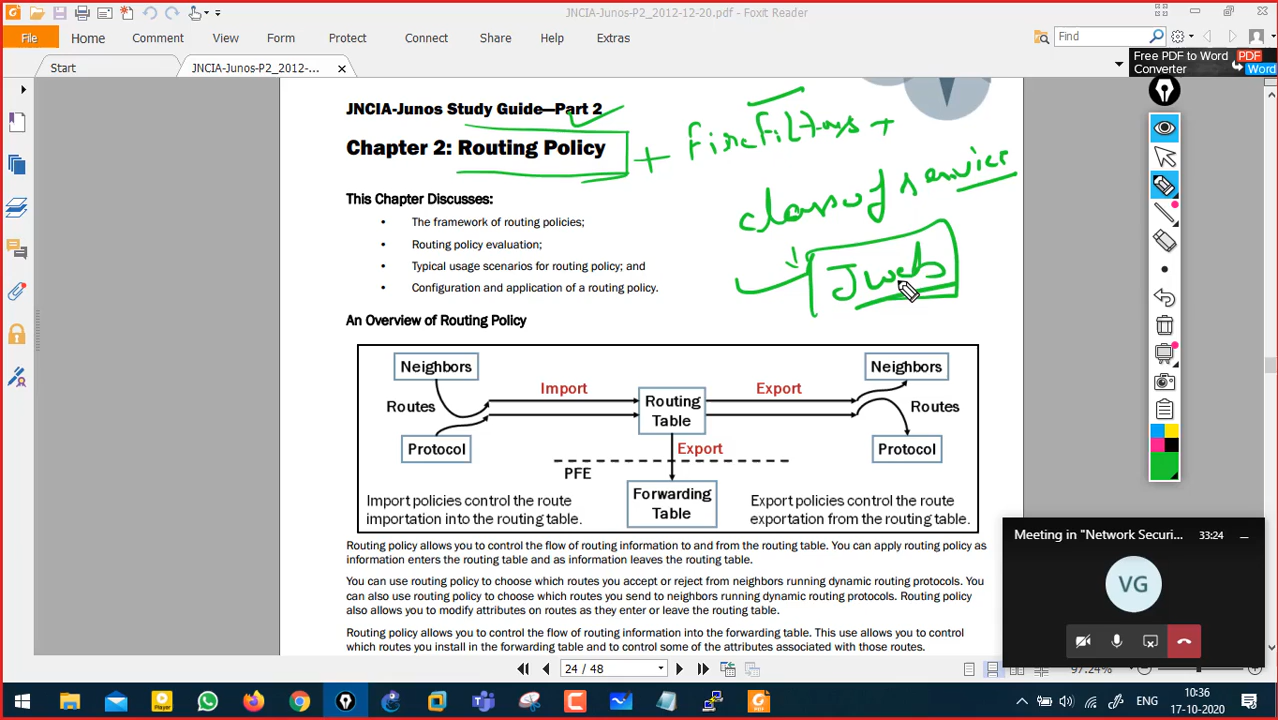 JNCIA-Junos-P2_2012-12-20.pdf - Foxit Reader
File Home Comment View Form Protect Connect Share Help Extras Find
Start JNCIA-Junos-P2_2012-12-...
Free PDF to Word PDF
Converter Word
JNCIA-Junos Study Guide—Part 2
Chapter 2: Routing Policy
+
+
class of service
Jweb
This Chapter Discusses:
• The framework of routing policies;
• Routing policy evaluation;
• Typical usage scenarios for routing policy; and
• Configuration and application of a routing policy.
An Overview of Routing Policy
Neighbors Neighbors
Import Export
Routes Routing Routes
Table
Protocol Export Protocol
PFE
Forwarding
Table
Import policies control the route
importation into the routing table.
Export policies control the route
exportation from the routing table.
Routing policy allows you to control the flow of routing information to and from the routing table. You can apply routing policy as
information enters the routing table and as information leaves the routing table.
You can use routing policy to choose which routes you accept or reject from neighbors running dynamic routing protocols. You
can also use routing policy to choose which routes you send to neighbors running dynamic routing protocols. Routing policy
also allows you to modify attributes on routes as they enter or leave the routing table.
Routing policy allows you to control the flow of routing information into the forwarding table. This use allows you to control
which routes you install in the forwarding table and to control some of the attributes associated with those routes.
Meeting in "Network Securi... 33:24
VG
24 / 48
97.24%
Player
ENG
10:36
17-10-2020